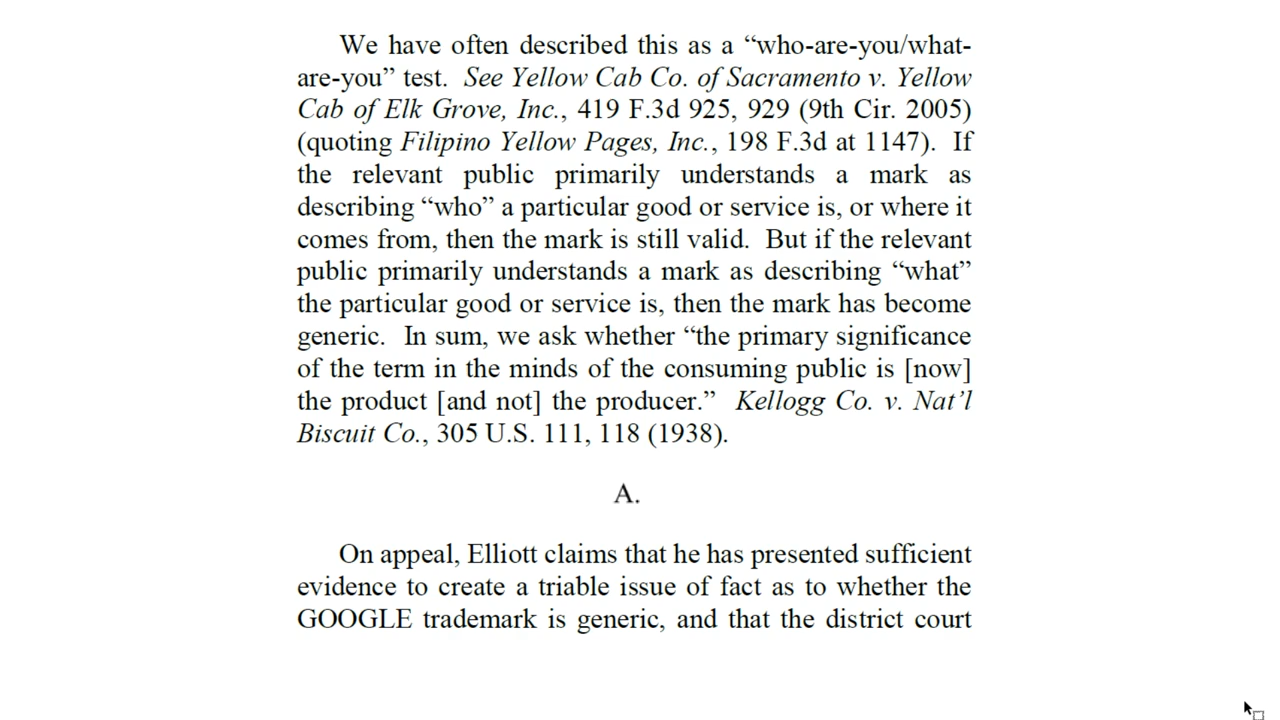 We have often described this as a “who-are-you/what-
are-you” test. See Yellow Cab Co. of Sacramento v. Yellow
Cab of Elk Grove, Inc., 419 F.3d 925, 929 (9th Cir. 2005)
(quoting Filipino Yellow Pages, Inc., 198 F.3d at 1147). If
the relevant public primarily understands a mark as
describing “who” a particular good or service is, or where it
comes from, then the mark is still valid. But if the relevant
public primarily understands a mark as describing “what”
the particular good or service is, then the mark has become
generic. In sum, we ask whether “the primary significance
of the term in the minds of the consuming public is [now]
the product [and not] the producer.” Kellogg Co. v. Nat’l
Biscuit Co., 305 U.S. 111, 118 (1938).
A.
On appeal, Elliott claims that he has presented sufficient
evidence to create a triable issue of fact as to whether the
GOOGLE trademark is generic, and that the district court